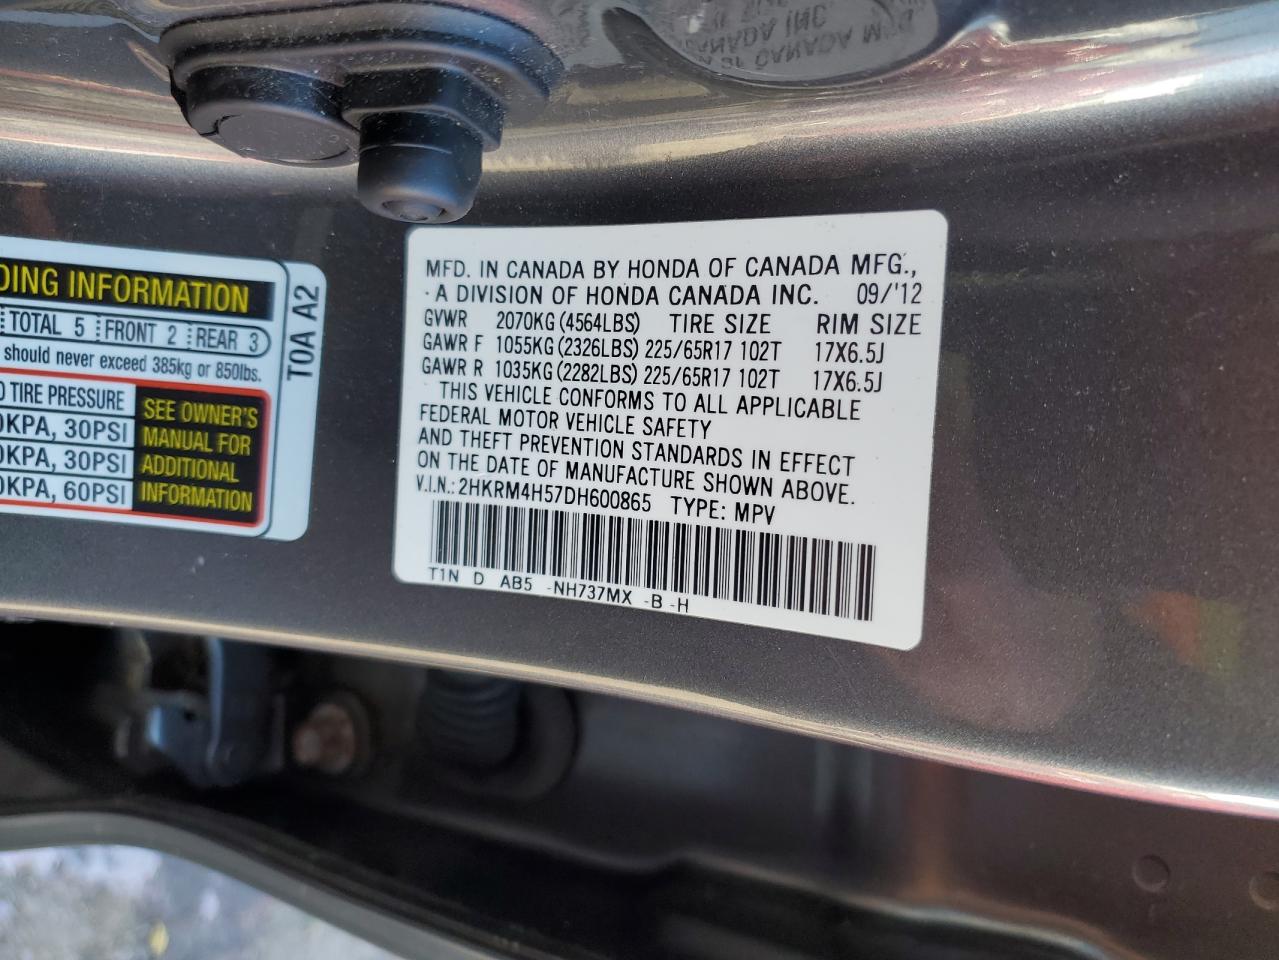 DING INFORMATION
TOTAL 5 FRONT 2 REAR 3
should never exceed 385kg or 850lbs.
TIRE PRESSURE
SEE OWNER'S
MANUAL FOR
ADDITIONAL
INFORMATION
KPA, 30PSI
KPA, 30PSI
KPA, 60PSI
T0A A2
MFD. IN CANADA BY HONDA OF CANADA MFG.,
A DIVISION OF HONDA CANADA INC. 09/'12
GVWR 2070KG(4564LBS) TIRE SIZE RIM SIZE
GAWR F 1055KG(2326LBS) 225/65R17 102T 17X6.5J
GAWR R 1035KG(2282LBS) 225/65R17 102T 17X6.5J
THIS VEHICLE CONFORMS TO ALL APPLICABLE
FEDERAL MOTOR VEHICLE SAFETY
AND THEFT PREVENTION STANDARDS IN EFFECT
ON THE DATE OF MANUFACTURE SHOWN ABOVE.
V.I.N.: 2HKRM4H57DH600865 TYPE: MPV
T1N D AB5 -NH737MX -B -H